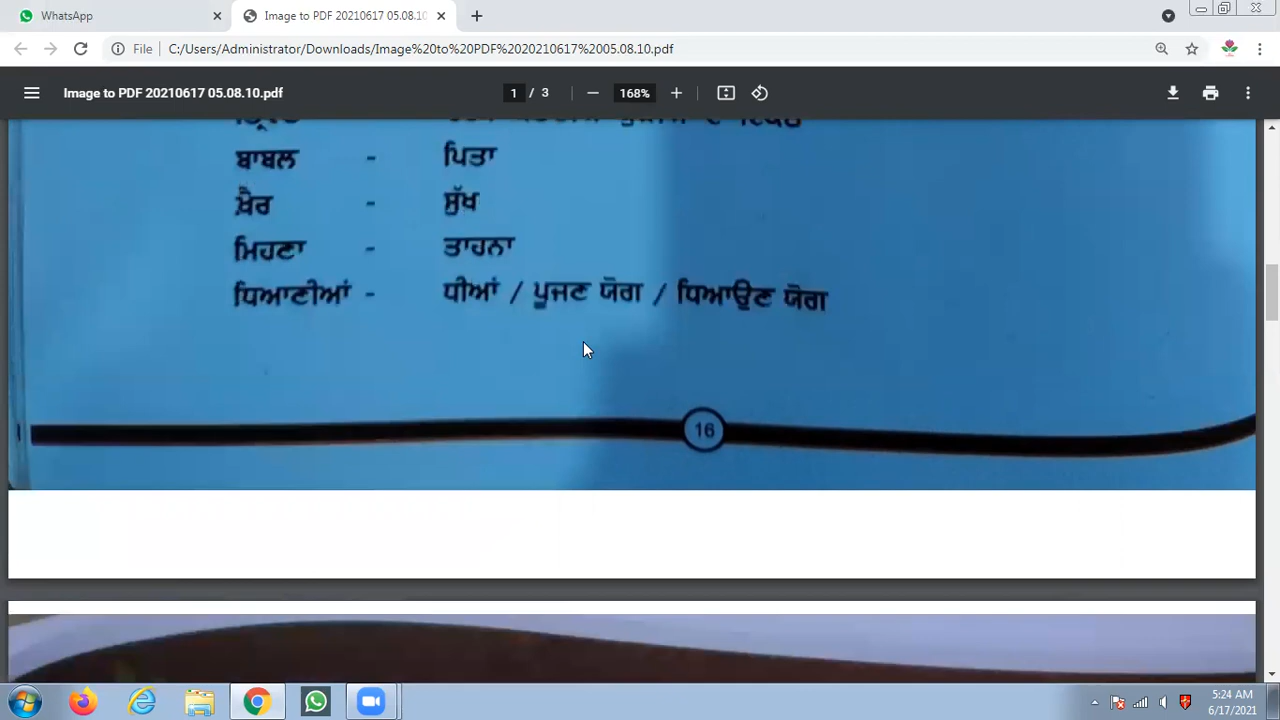 WhatsApp
Image to PDF 20210617 05.08.10
File
C:/Users/Administrator/Downloads/Image%20to%20PDF%2020210617%2005.08.10.pdf
Image to PDF 20210617 05.08.10.pdf
1 / 3
168%
ਬਾਬਲ - ਪਿਤਾ
ਖ਼ੈਰ - ਸੁੱਖ
ਮਿਹਣਾ - ਤਾਹਨਾ
ਧਿਆਣੀਆਂ - ਧੀਆਂ / ਪੂਜਣ ਯੋਗ / ਧਿਆਉਣ ਯੋਗ
16
5:24 AM
6/17/2021